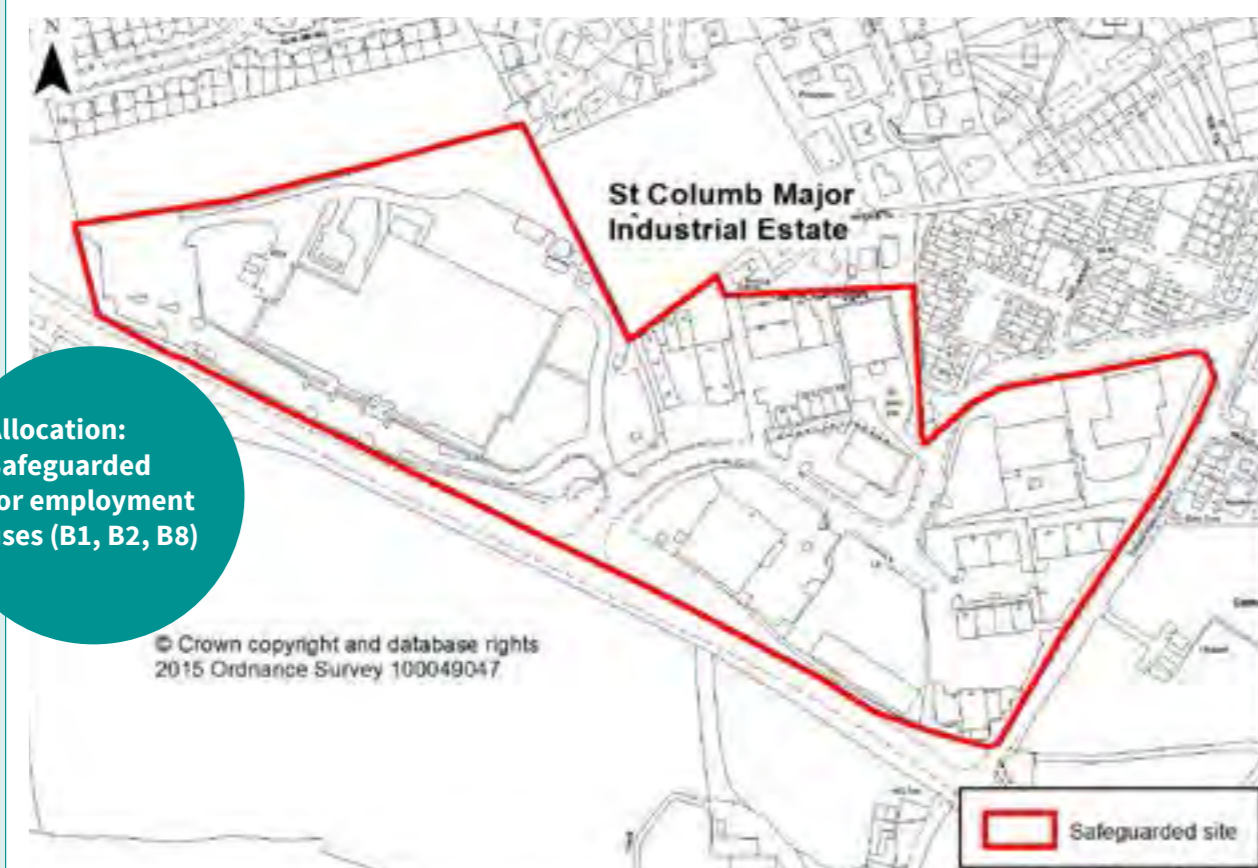 N
St Columb Major
Industrial Estate
llocation:
afeguarded
or employment
ses (B1, B2, B8)
© Crown copyright and database rights
2015 Ordnance Survey 100049047
Safeguarded site